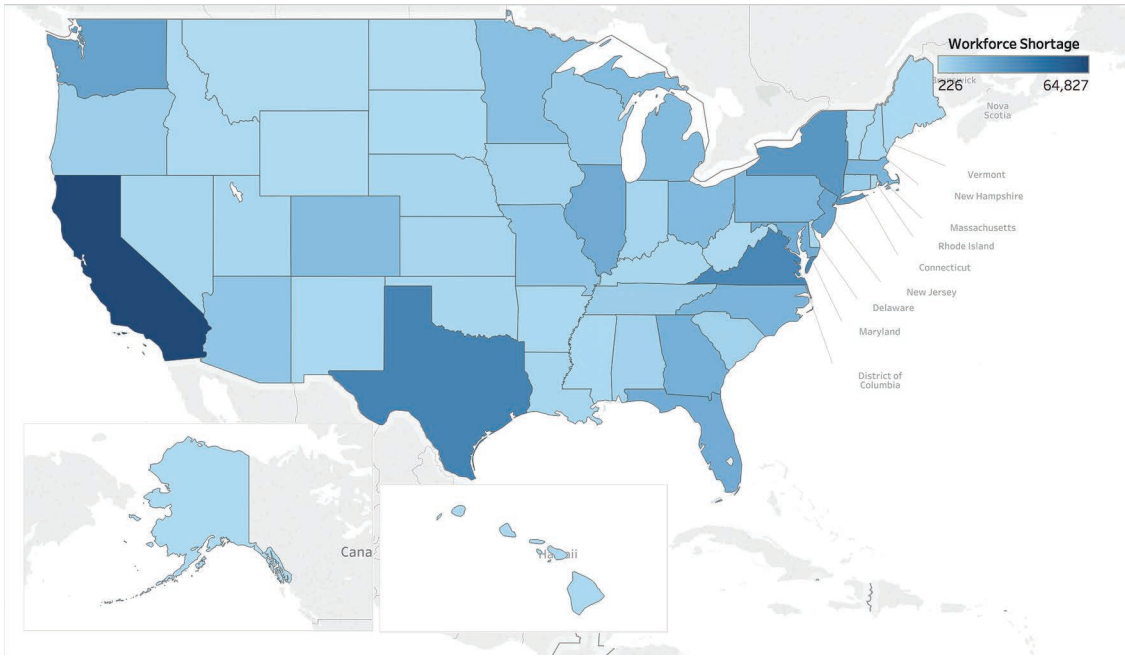 Workforce Shortage
226
64,827
Nova
Scotia
Vermont
New Hampshire
Massachusetts
Rhode Island
Connecticut
New Jersey
Delaware
Maryland
District of
Columbia
Cana